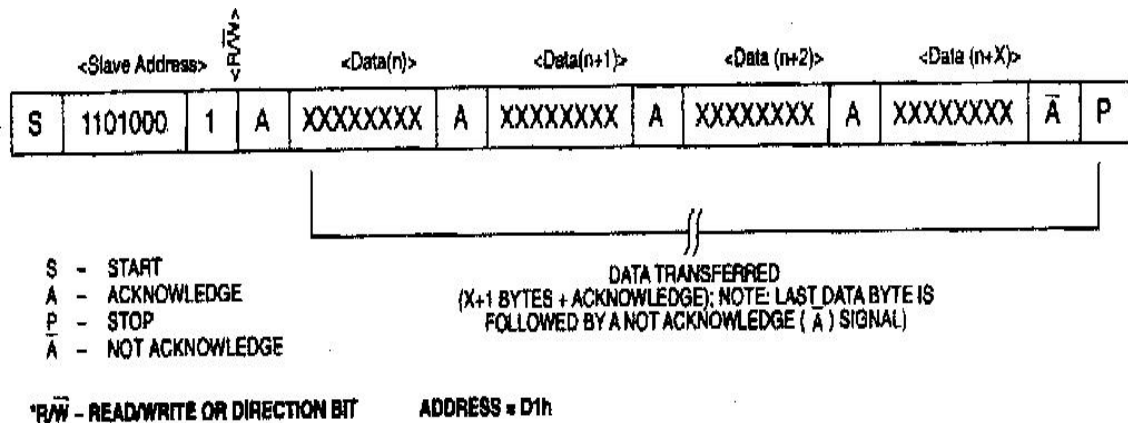 <R/W̅>
<Slave Address> <Data(n)> <Data(n+1)> <Data (n+2)> <Data (n+X)>
S 1101000 1 A XXXXXXXX A XXXXXXXX A XXXXXXXX A XXXXXXXX A̅ P
S – START
A – ACKNOWLEDGE
P – STOP
A̅ – NOT ACKNOWLEDGE
DATA TRANSFERRED
(X+1 BYTES + ACKNOWLEDGE); NOTE: LAST DATA BYTE IS
FOLLOWED BY A NOT ACKNOWLEDGE ( A̅ ) SIGNAL)
*R/W̅ – READ/WRITE OR DIRECTION BIT ADDRESS = D1h